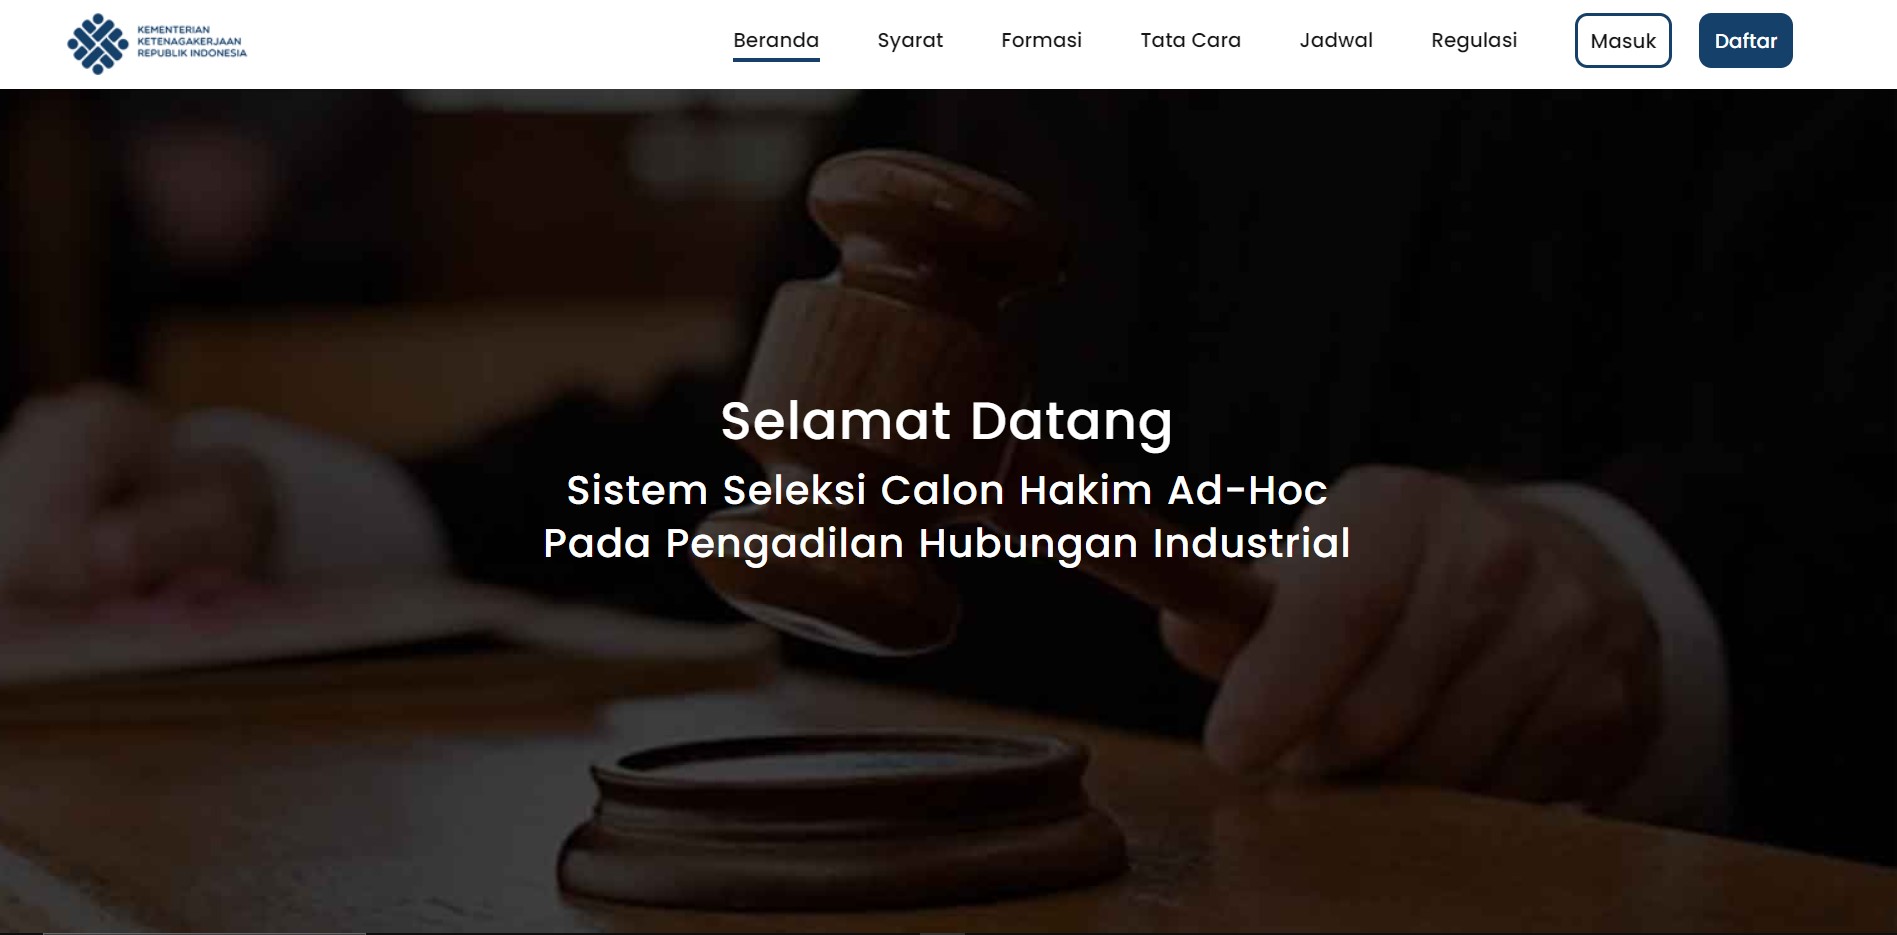 KEMENTERIAN
KETENAGAKERJAAN
REPUBLIK INDONESIA
Beranda
Syarat
Formasi
Tata Cara
Jadwal
Regulasi
Masuk
Daftar
Selamat Datang
Sistem Seleksi Calon Hakim Ad-Hoc
Pada Pengadilan Hubungan Industrial